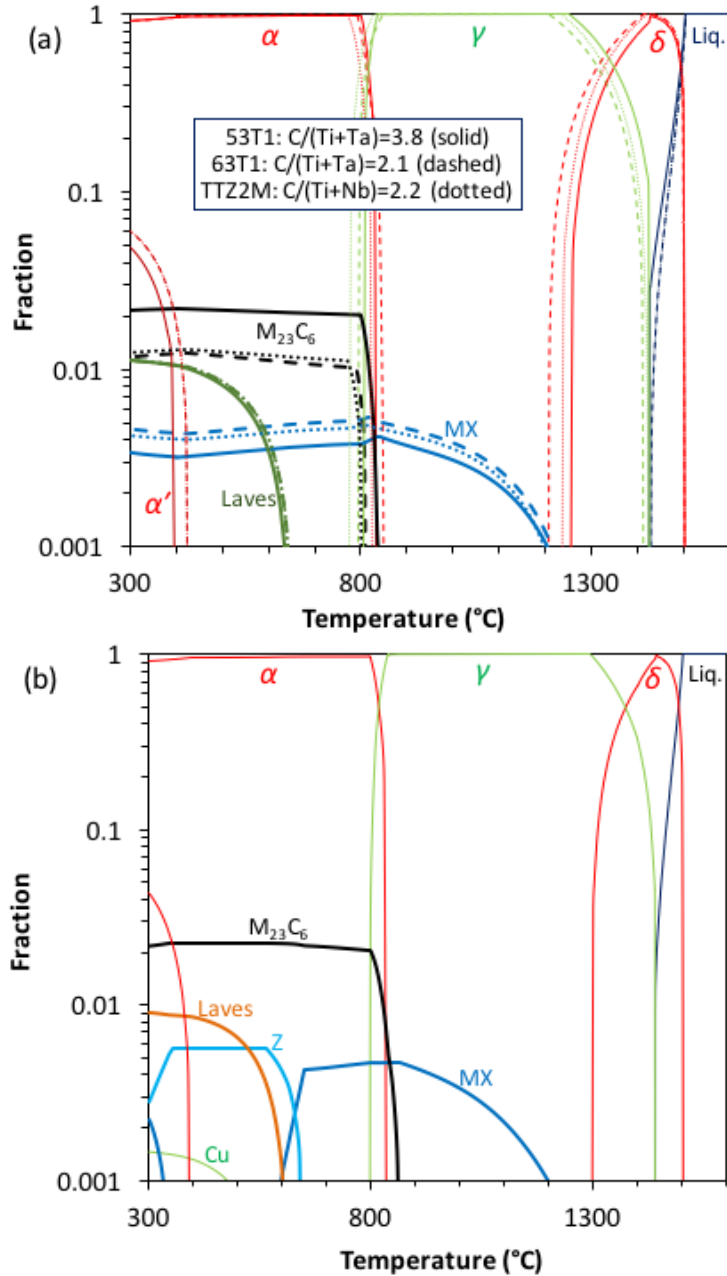 (a)
α
γ
δ
Liq.
53T1: C/(Ti+Ta)=3.8 (solid)
63T1: C/(Ti+Ta)=2.1 (dashed)
TTZ2M: C/(Ti+Nb)=2.2 (dotted)
M23C6
MX
Laves
α′
1
0.1
0.01
0.001
Fraction
300
800
1300
Temperature (°C)
(b)
α
γ
δ
Liq.
M23C6
Laves
Z
MX
Cu
1
0.1
0.01
0.001
Fraction
300
800
1300
Temperature (°C)